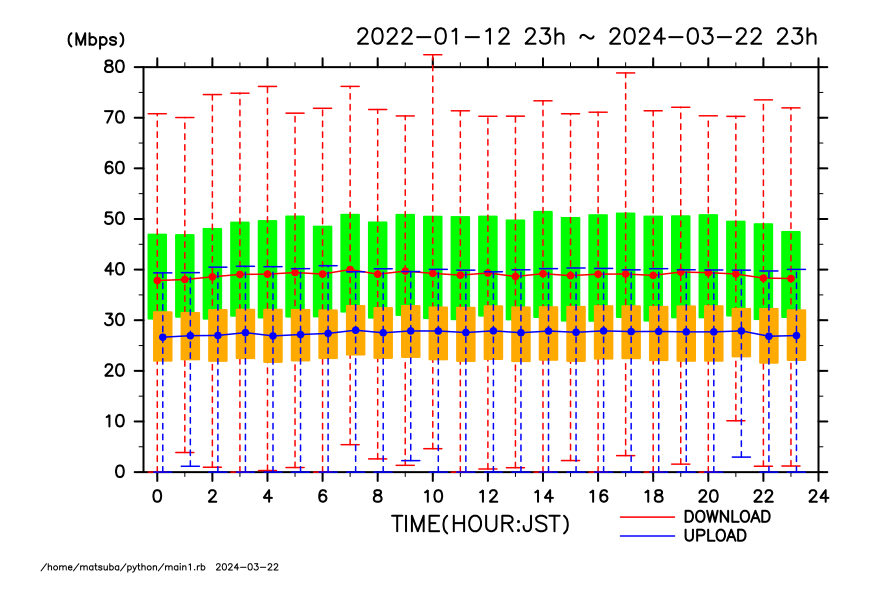 (Mbps)
2022-01-12 23h ~ 2024-03-22 23h
80
70
60
50
40
30
20
10
0
0 2 4 6 8 10 12 14 16 18 20 22 24
TIME(HOUR:JST)
DOWNLOAD
UPLOAD
/home/matsuba/python/main1.rb 2024-03-22